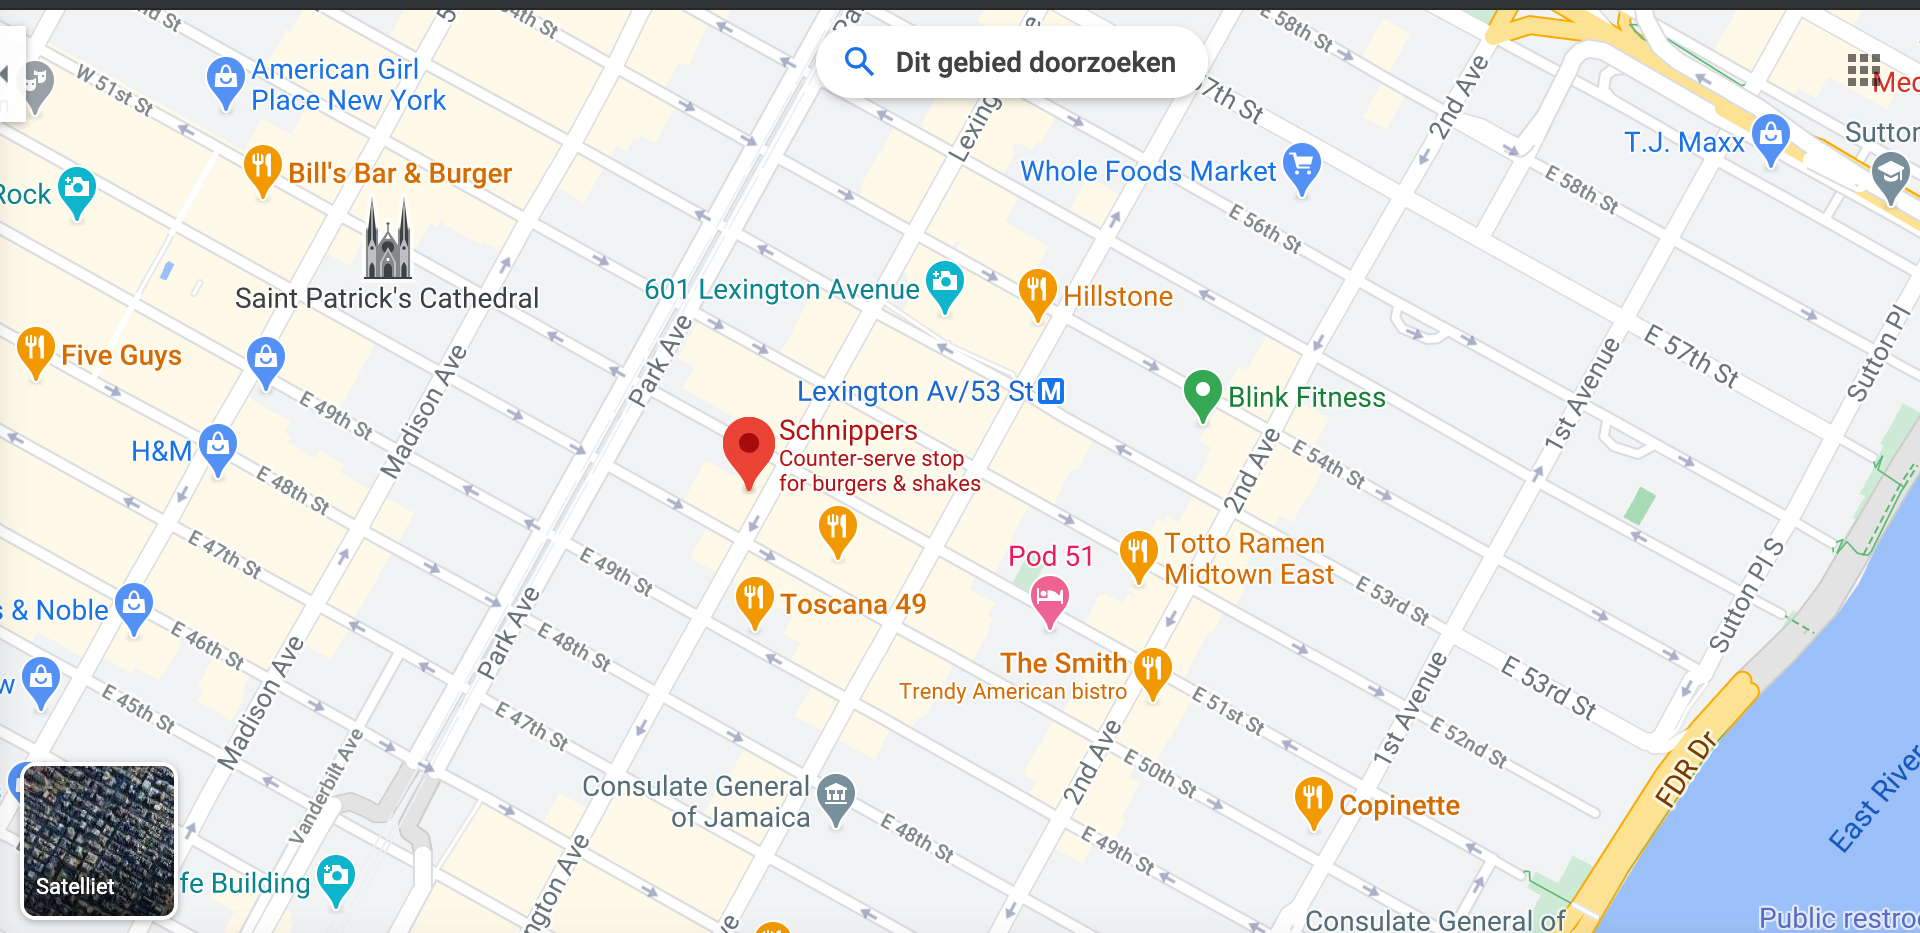 54th St
E 58th St
Dit gebied doorzoeken
American Girl
Place New York
W 51st St
Lexing
57th St
2nd Ave
Med
T.J. Maxx
Sutton
Bill's Bar & Burger
Rock
Whole Foods Market
E 58th St
E 56th St
Saint Patrick's Cathedral
601 Lexington Avenue
Hillstone
Five Guys
Park Ave
Madison Ave
E 57th St
Sutton Pl
1st Avenue
Lexington Av/53 St
M
Blink Fitness
E 49th St
H&M
Schnippers
Counter-serve stop
for burgers & shakes
E 48th St
2nd Ave
E 54th St
E 47th St
E 49th St
Pod 51
Totto Ramen
Midtown East
E 53rd St
Sutton Pl S
& Noble
Toscana 49
E 46th St
Park Ave
E 48th St
The Smith
Trendy American bistro
E 51st St
E 53rd St
w
E 45th St
Madison Ave
E 47th St
1st Avenue
E 52nd St
Vanderbilt Ave
2nd Ave
E 50th St
FDR Dr
East River
Consulate General
of Jamaica
Copinette
E 48th St
E 49th St
Satelliet
fe Building
ngton Ave
Consulate General of
Public restroo